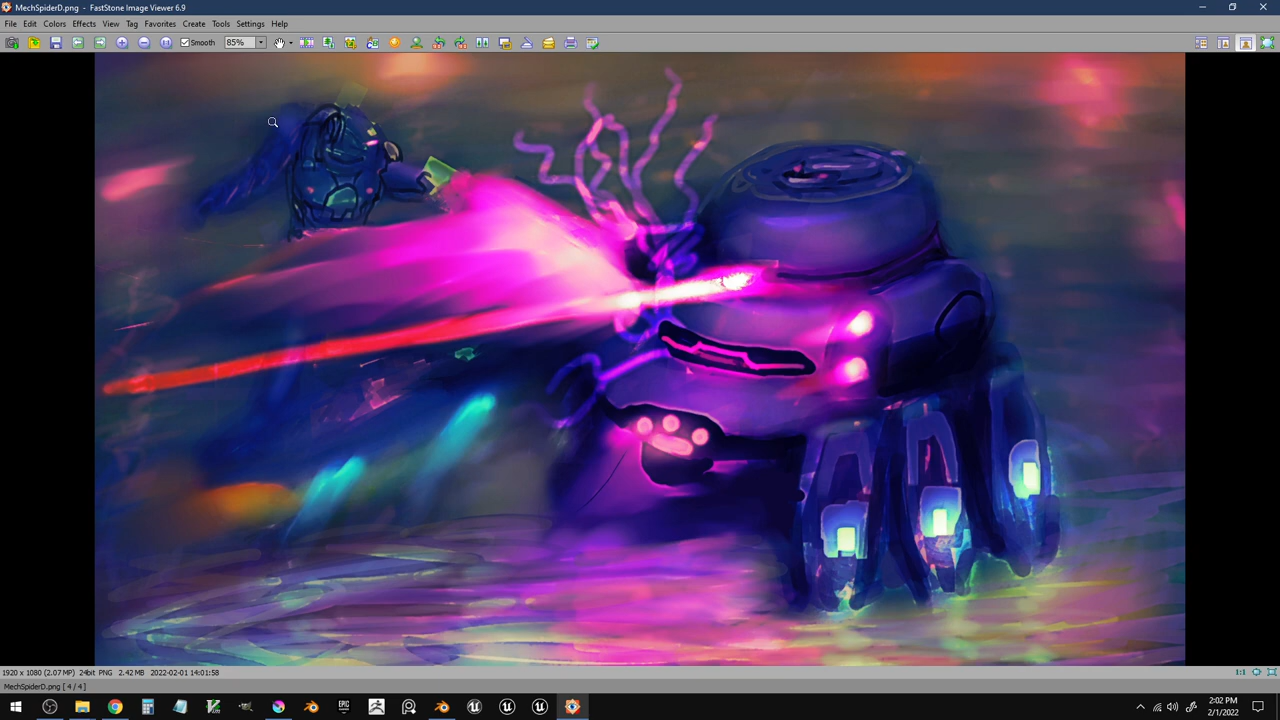 MechSpiderD.png - FastStone Image Viewer 6.9
File Edit Colors Effects View Tag Favorites Create Tools Settings Help
Smooth 85%
1920 x 1080 (2.07 MP) 24bit PNG 2.42 MB 2022-02-01 14:01:58 1:1
MechSpiderD.png [ 4 / 4 ]
EPIC
2:02 PM
2/1/2022